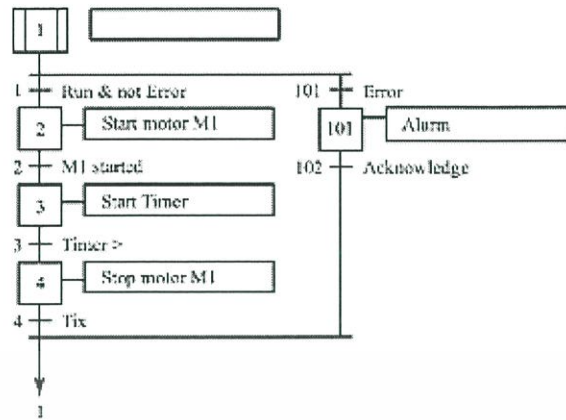 1
1 Run & not Error
101 Error
2 Start motor M1
101 Alarm
2 M1 started
102 Acknowledge
3 Start Timer
3 Timer >
4 Stop motor M1
4 Tix
1